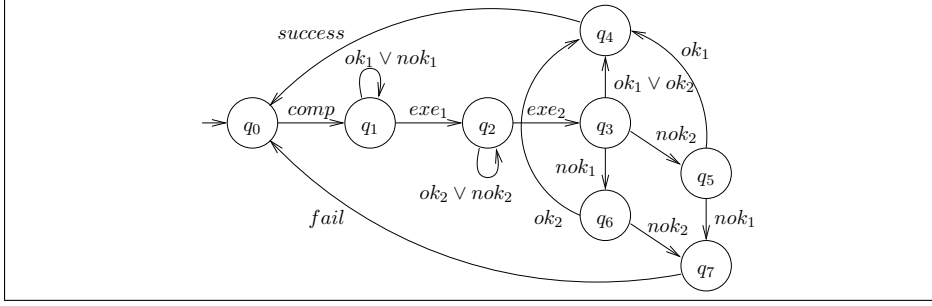 q4
success
ok1
ok1 ∨ nok1
ok1 ∨ ok2
comp
exe1
exe2
q0
q1
q2
q3
nok2
nok1
q5
ok2 ∨ nok2
fail
ok2
q6
nok2
nok1
q7